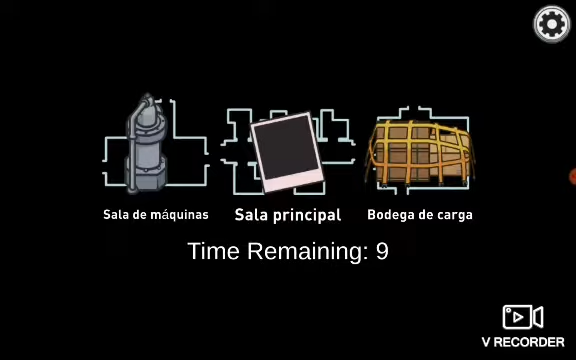 Sala de máquinas
Sala principal
Bodega de carga
Time Remaining: 9
V RECORDER